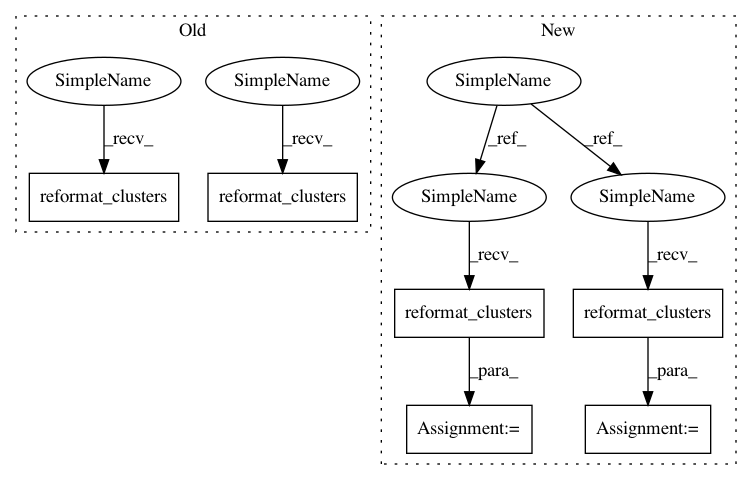 Old
New
SimpleName
SimpleName
SimpleName
_recv_
_recv_
_ref_
_ref_
reformat_clusters
reformat_clusters
SimpleName
SimpleName
_recv_
_recv_
reformat_clusters
reformat_clusters
_para_
_para_
Assignment:=
Assignment:=